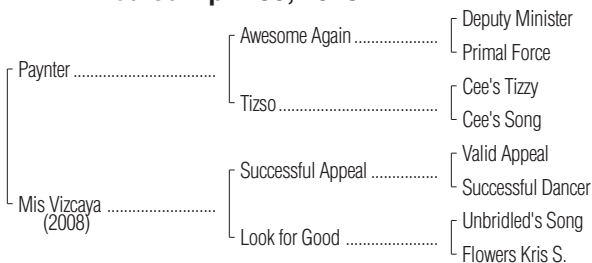 Deputy Minister
Awesome Again ....................
Primal Force
Paynter ..................................
Cee's Tizzy
Tizso ......................................
Cee's Song
Valid Appeal
Successful Appeal ................
Successful Dancer
Mis Vizcaya ..........................
(2008)
Unbridled's Song
Look for Good ......................
Flowers Kris S.